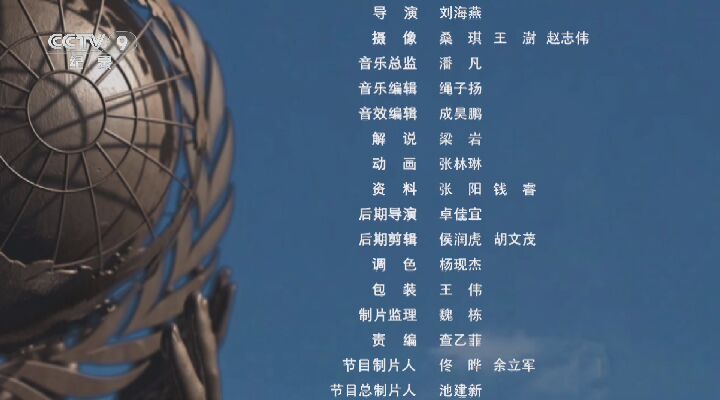 CCTV 9
纪录
导演 刘海燕
摄像 桑琪 王澍 赵志伟
音乐总监 潘凡
音乐编辑 绳子扬
音效编辑 成昊鹏
解说 梁岩
动画 张林琳
资料 张阳 钱睿
后期导演 卓佳宜
后期剪辑 侯润虎 胡文茂
调色 杨现杰
包装 王伟
制片监理 魏栋
责编 查乙菲
节目制片人 佟晔 余立军
节目总制片人 池建新